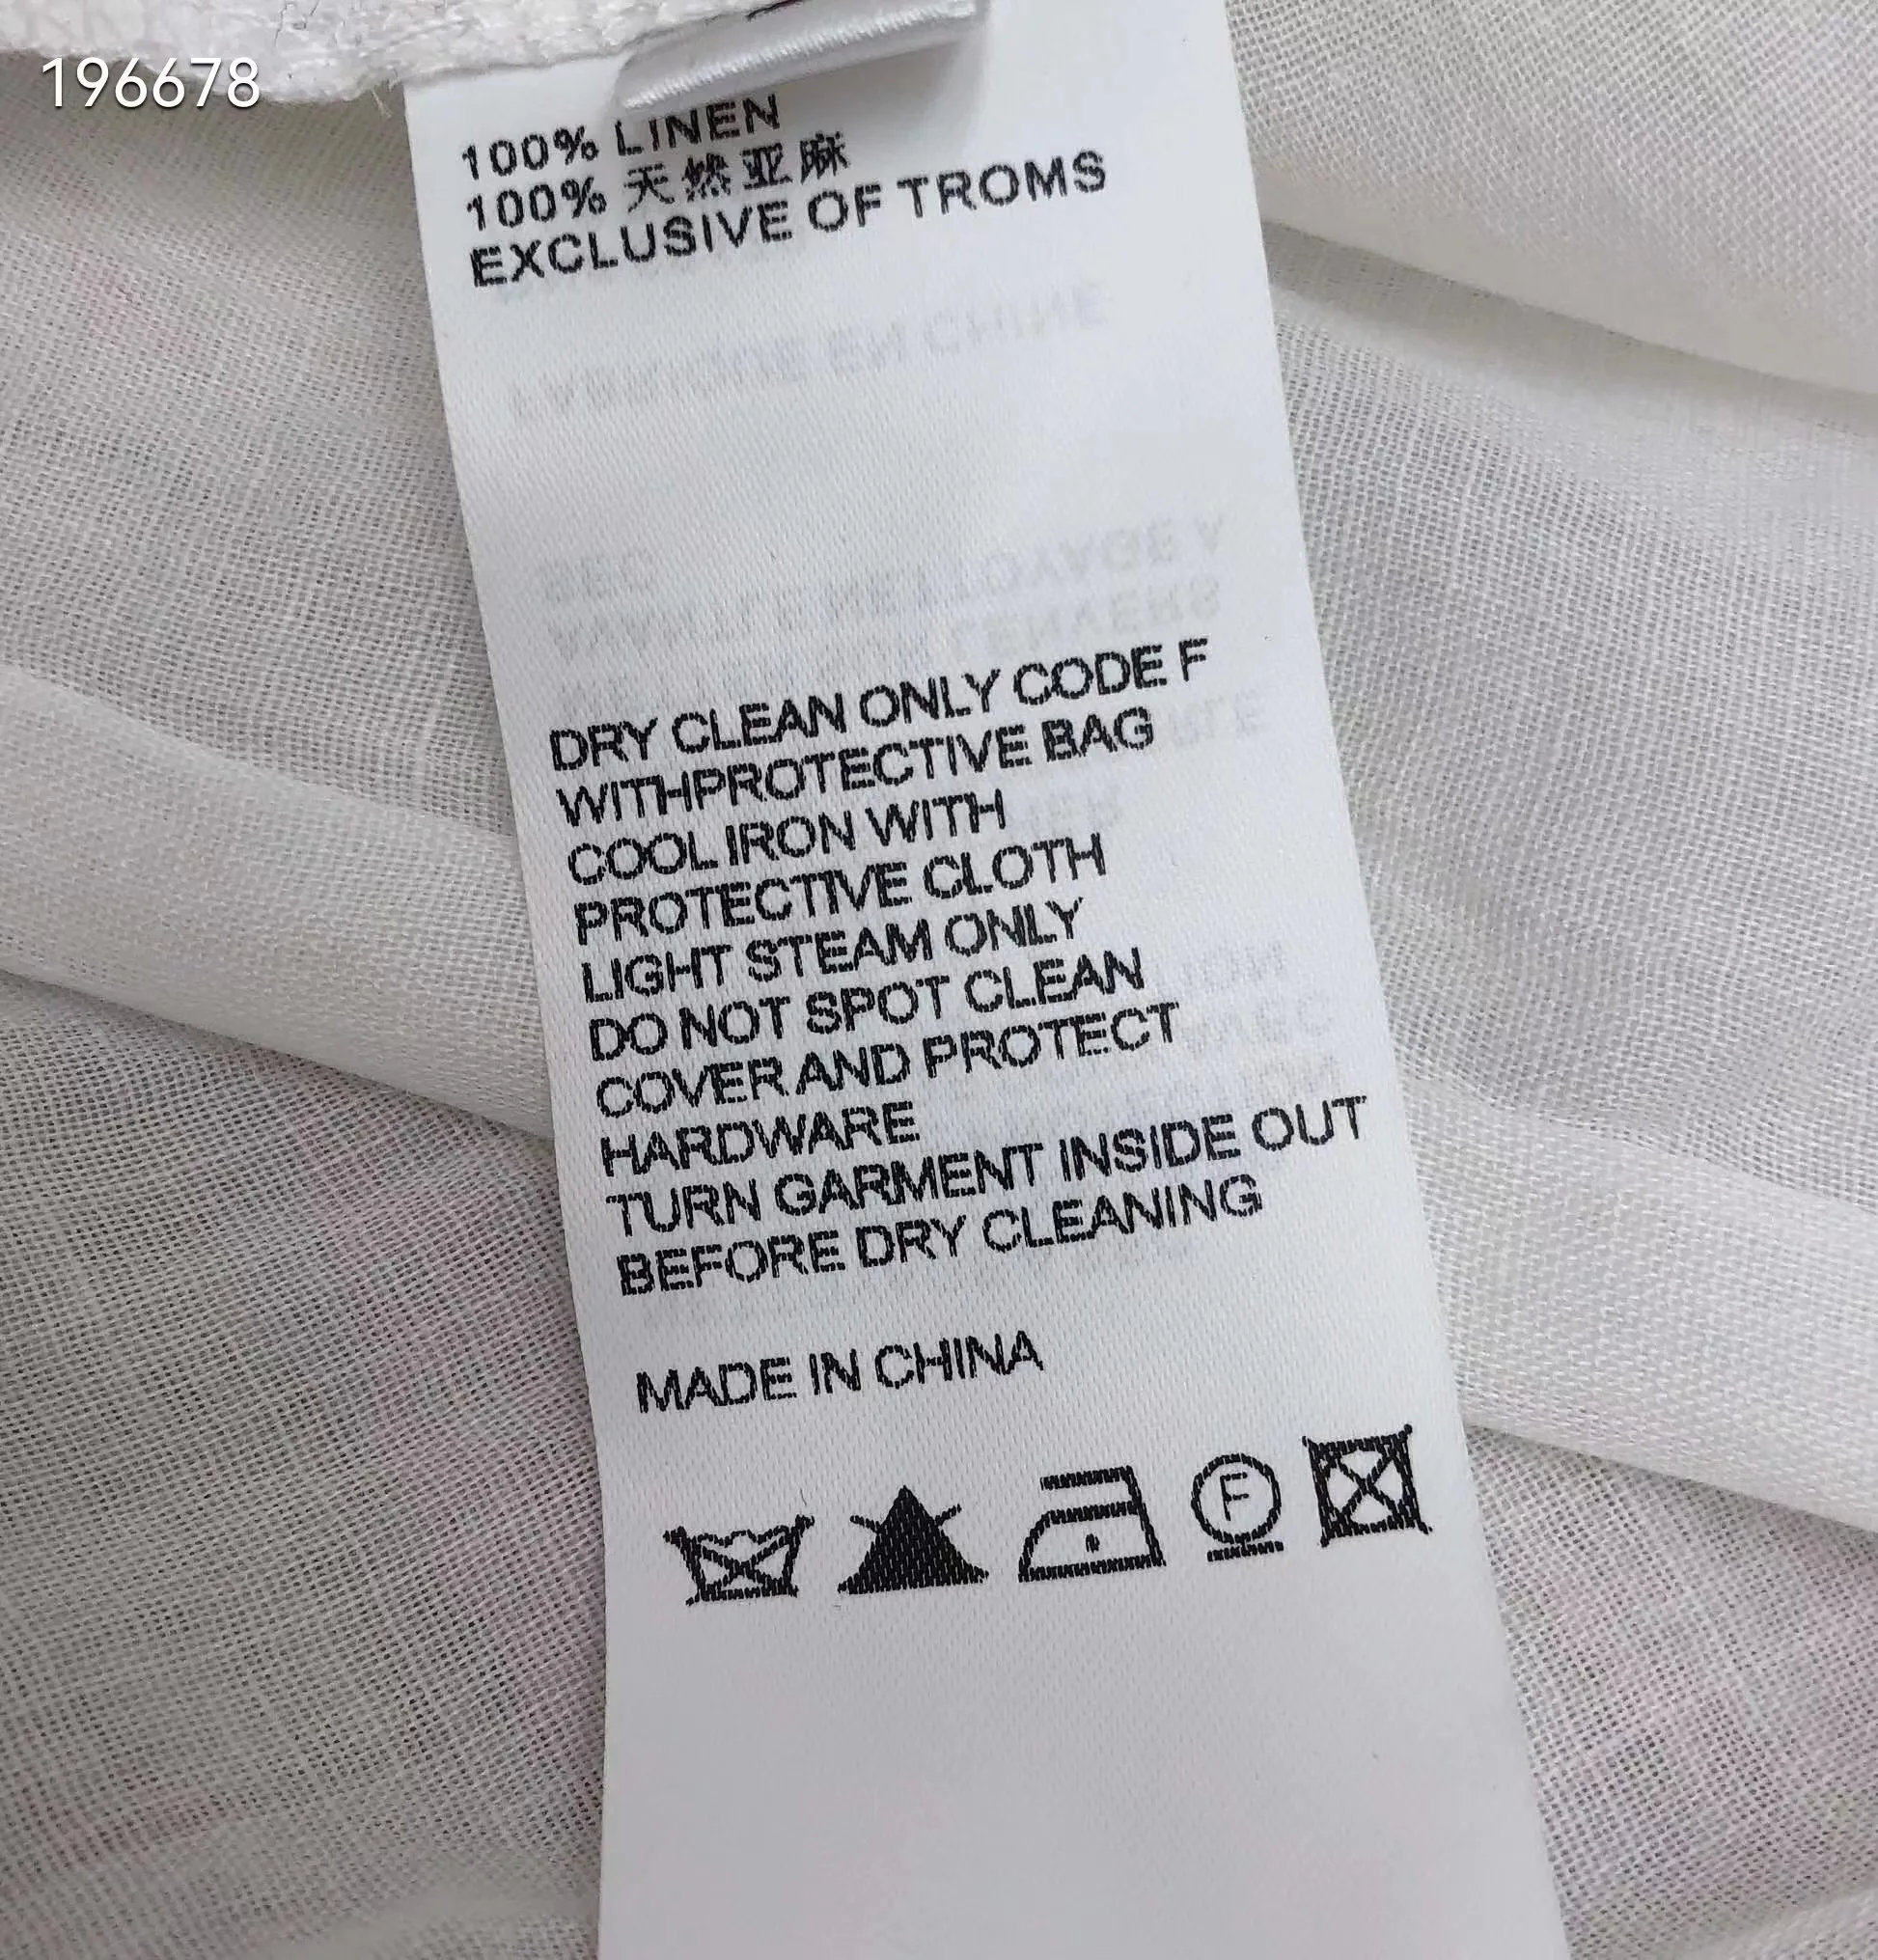 196678
100% LINEN
100% 天然亚麻
EXCLUSIVE OF TROMS
DRY CLEAN ONLY CODE F
WITHPROTECTIVE BAG
COOL IRON WITH
PROTECTIVE CLOTH
LIGHT STEAM ONLY
DO NOT SPOT CLEAN
COVER AND PROTECT
HARDWARE
TURN GARMENT INSIDE OUT
BEFORE DRY CLEANING
MADE IN CHINA
F